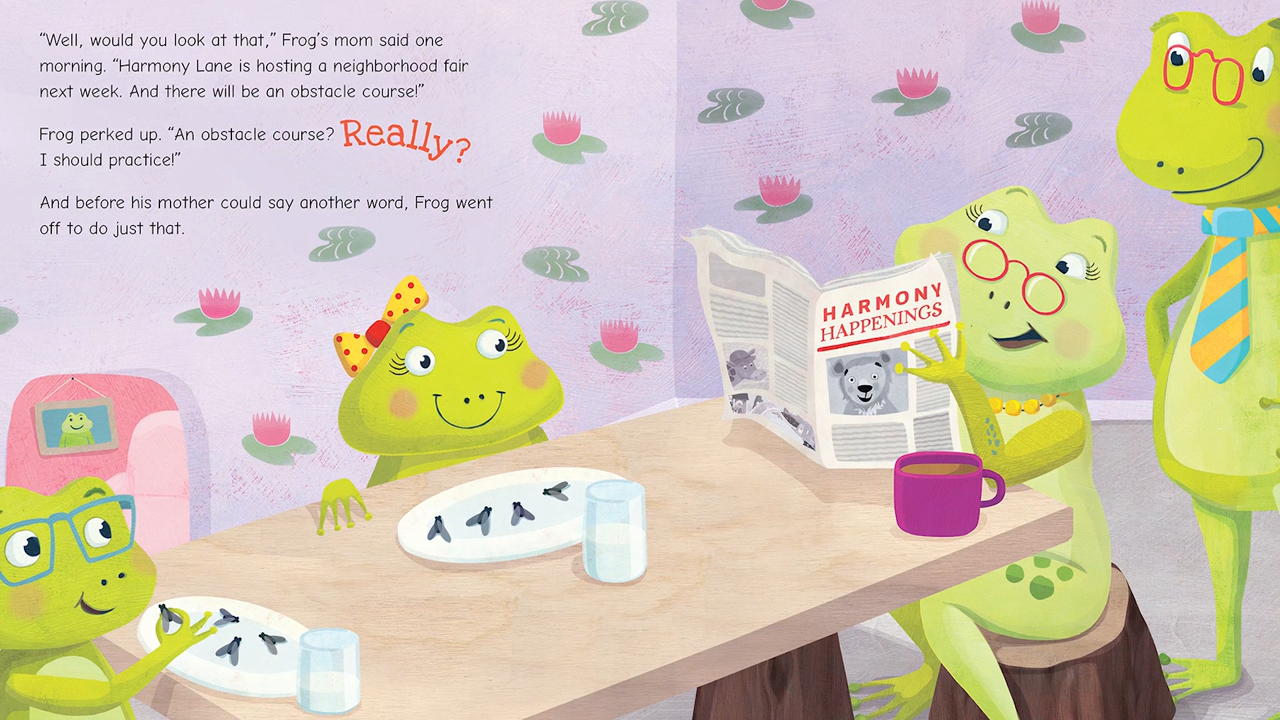 “Well, would you look at that,” Frog’s mom said one
morning. “Harmony Lane is hosting a neighborhood fair
next week. And there will be an obstacle course!”
Frog perked up. “An obstacle course? Really?
I should practice!”
And before his mother could say another word, Frog went
off to do just that.
HARMONY
HAPPENINGS